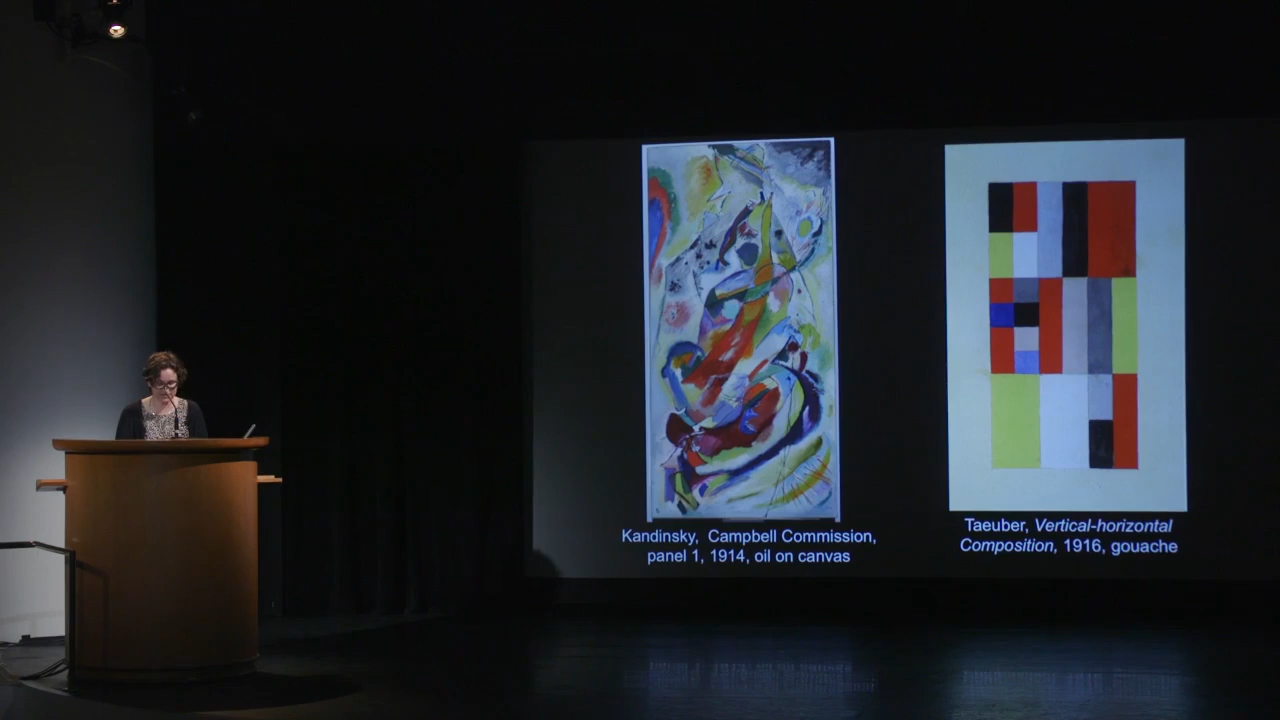 Kandinsky, Campbell Commission,
panel 1, 1914, oil on canvas
Taeuber, Vertical-horizontal
Composition, 1916, gouache